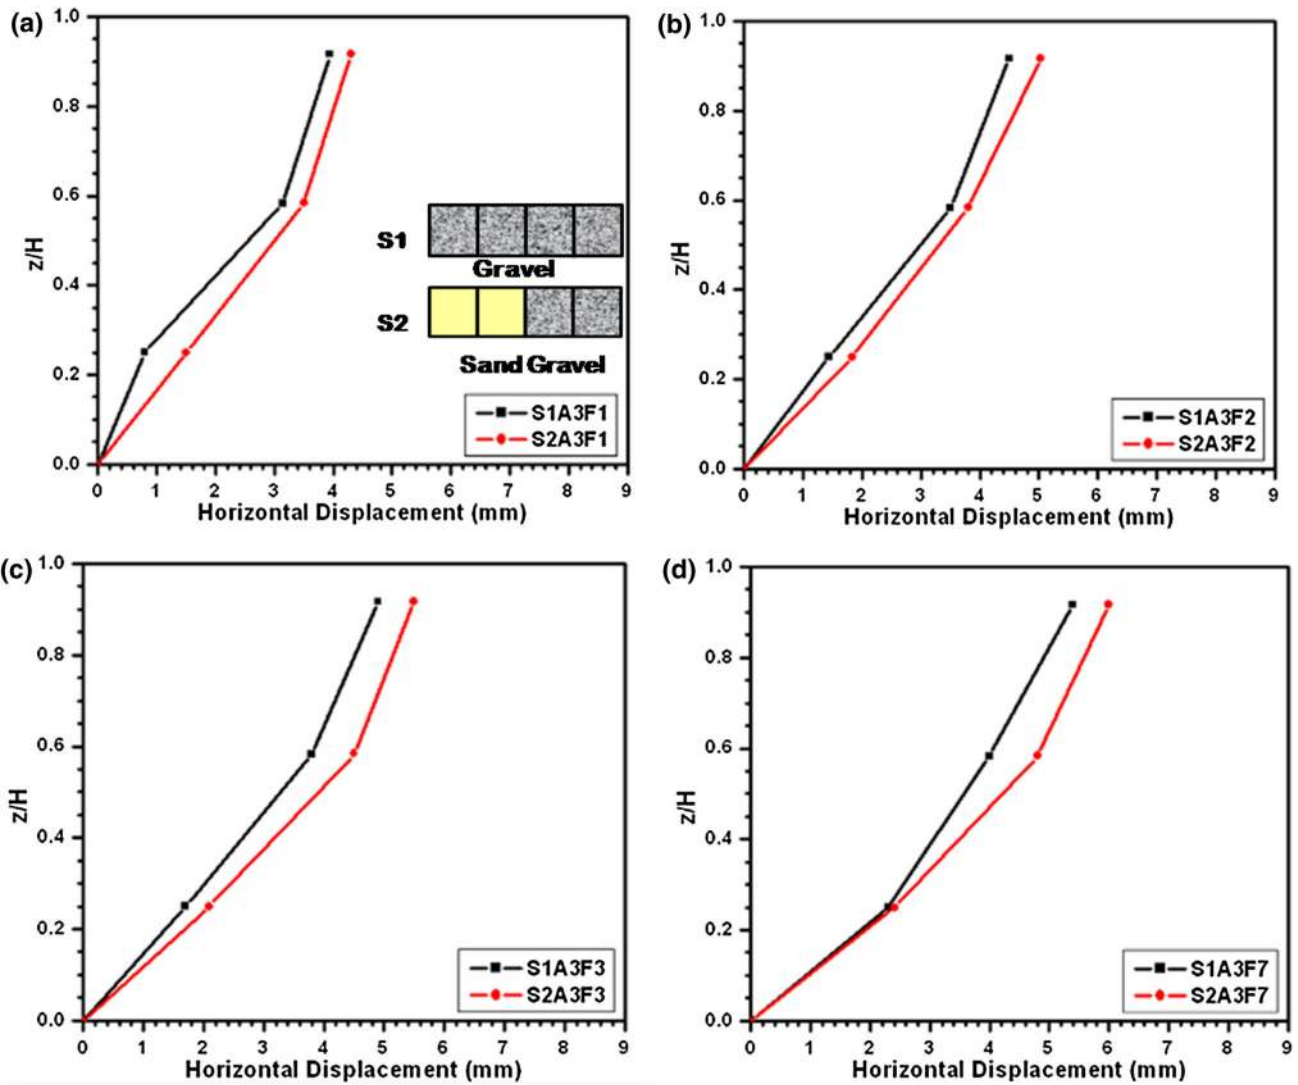 (a)
1.0
0.8
0.6
0.4
0.2
0.0
z/H
S1
Gravel
S2
Sand Gravel
S1A3F1
S2A3F1
0 1 2 3 4 5 6 7 8 9
Horizontal Displacement (mm)
(b)
1.0
0.8
0.6
0.4
0.2
0.0
z/H
S1A3F2
S2A3F2
0 1 2 3 4 5 6 7 8 9
Horizontal Displacement (mm)
(c)
1.0
0.8
0.6
0.4
0.2
0.0
z/H
S1A3F3
S2A3F3
0 1 2 3 4 5 6 7 8 9
Horizontal Displacement (mm)
(d)
1.0
0.8
0.6
0.4
0.2
0.0
z/H
S1A3F7
S2A3F7
0 1 2 3 4 5 6 7 8 9
Horizontal Displacement (mm)